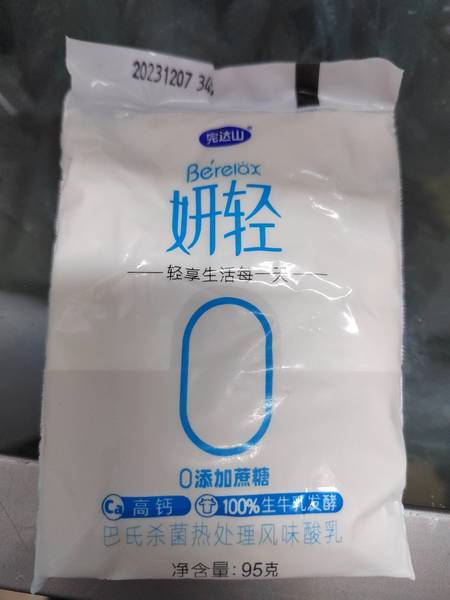 20231207
完达山
Berelax
妍轻
轻享生活每一天
0
0添加蔗糖
Ca 高钙 100%生牛乳发酵
巴氏杀菌热处理风味酸乳
净含量: 95克